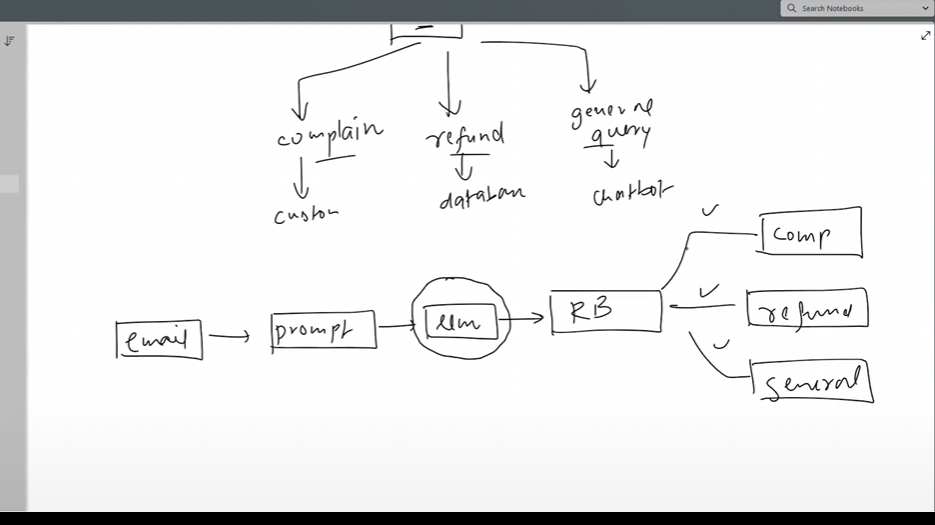 Search Notebooks
complain
refund
general
query
custom
databan
chatbot
comp
email
prompt
llm
RB
refund
general